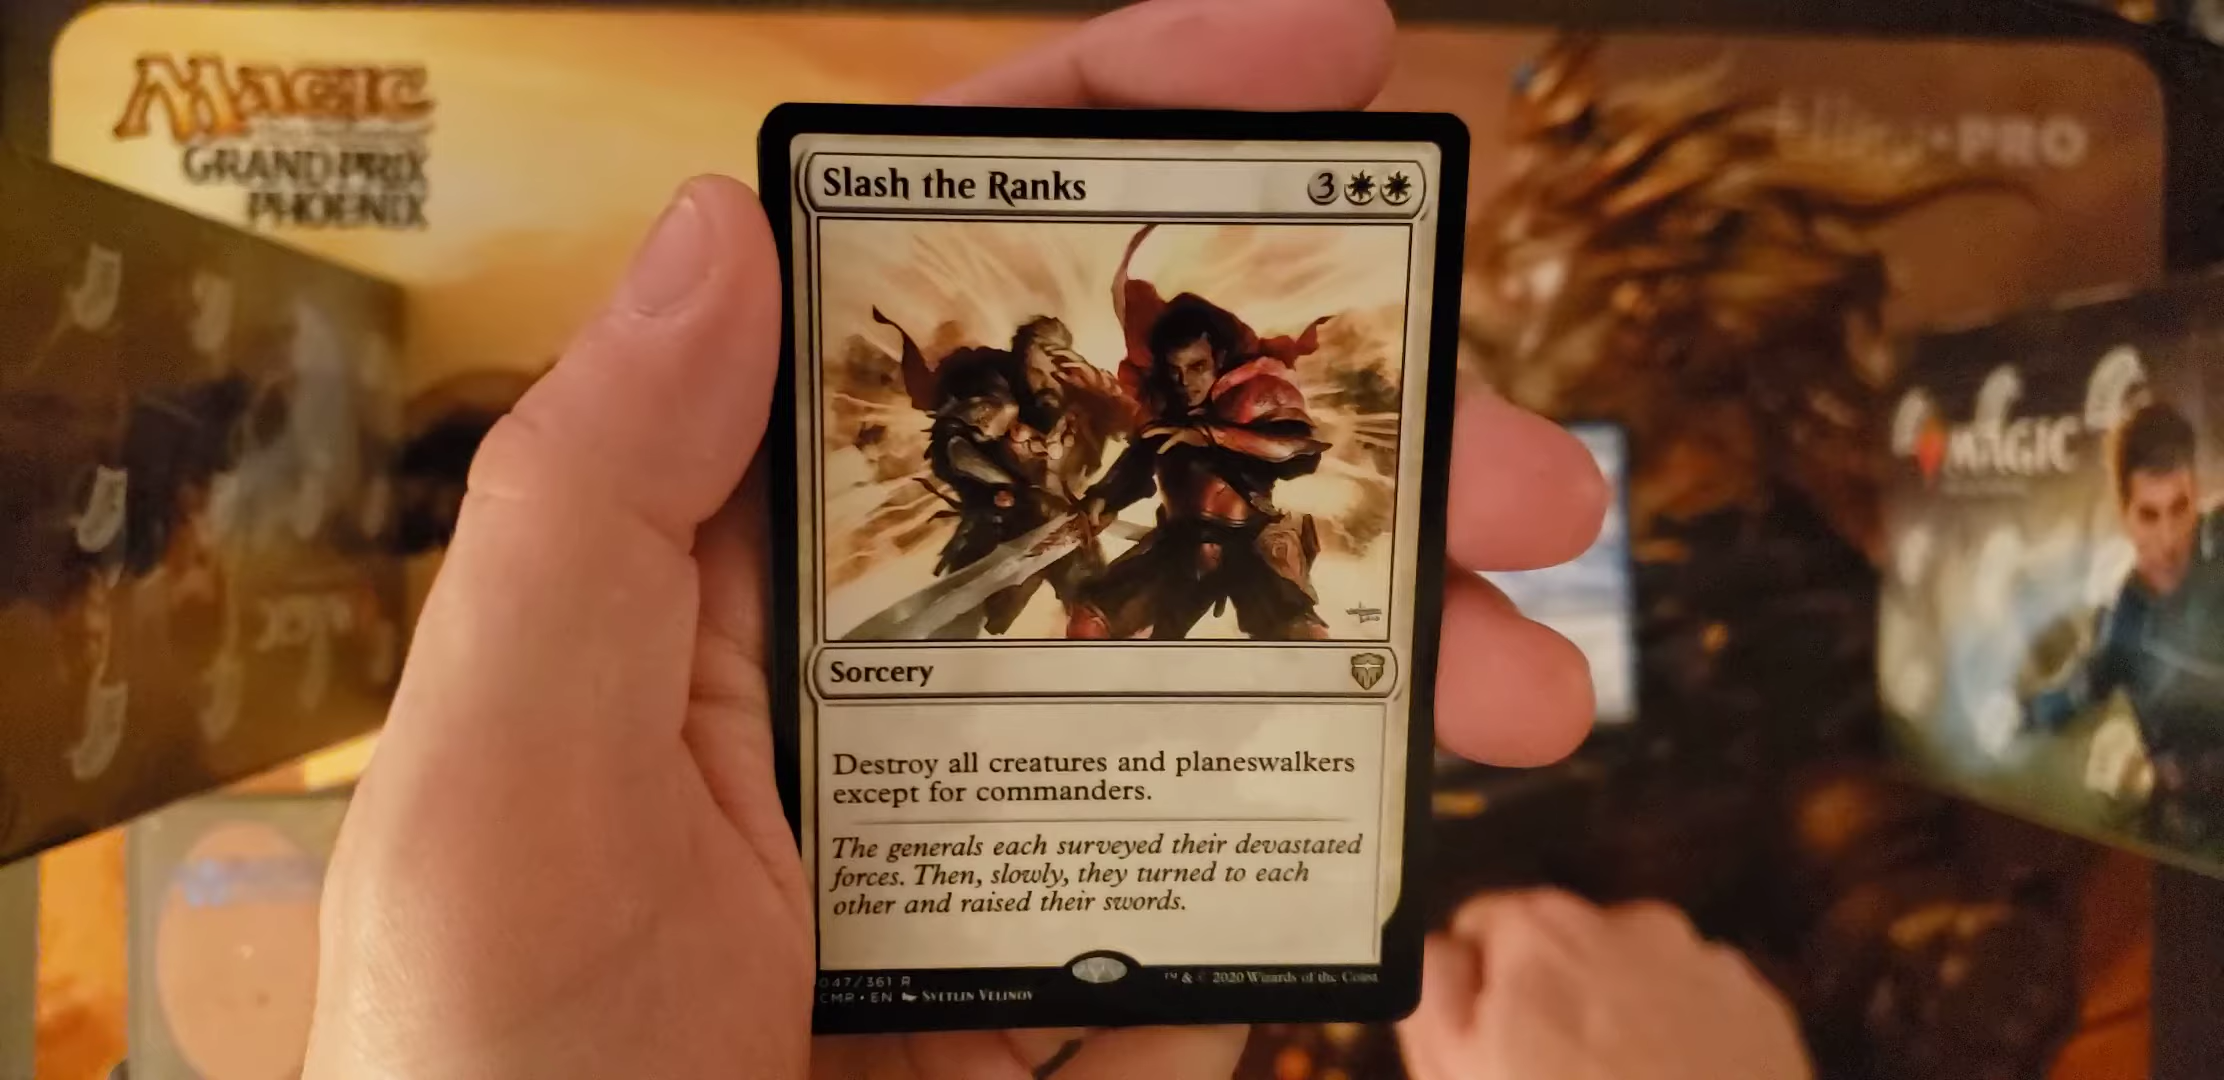 MAGIC
GRAND PRIX
PHOENIX
Ultra•PRO
Slash the Ranks
3
MAGIC
Sorcery
Destroy all creatures and planeswalkers
except for commanders.
The generals each surveyed their devastated
forces. Then, slowly, they turned to each
other and raised their swords.
047/361 R
CMR • EN SVETLIN VELINOV
™ & © 2020 Wizards of the Coast